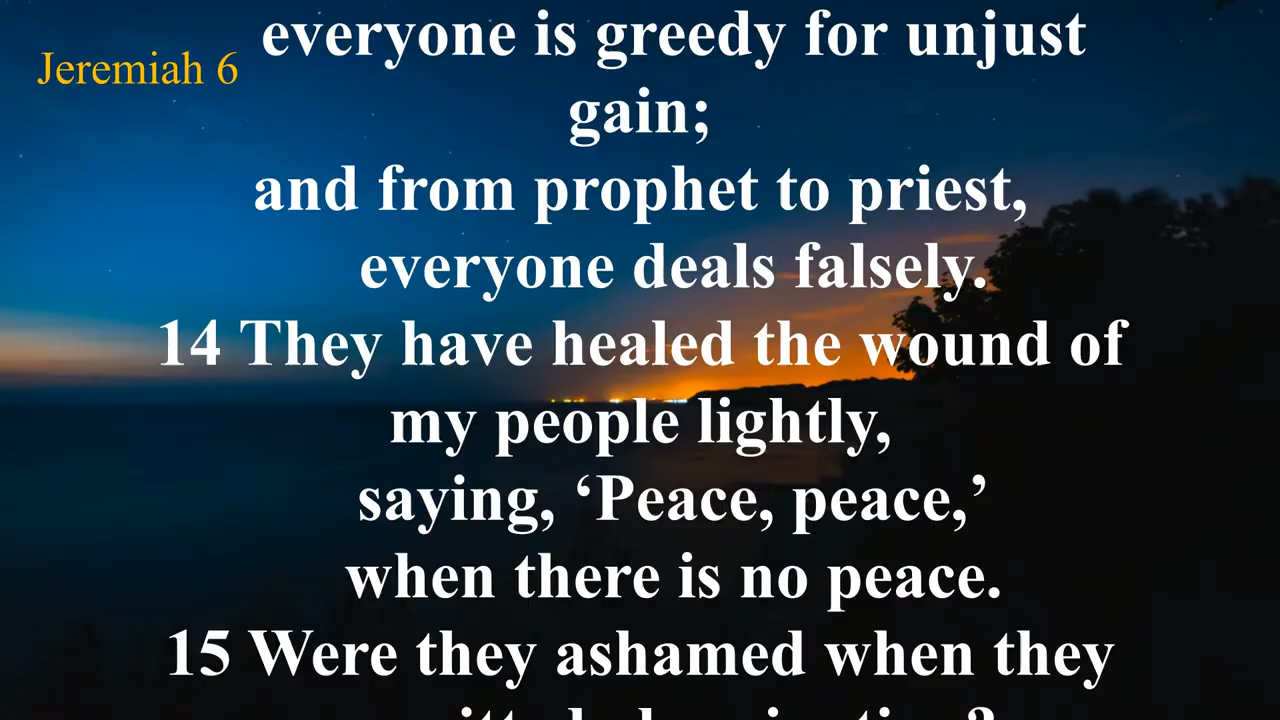 everyone is greedy for unjust
Jeremiah 6
gain;
and from prophet to priest,
everyone deals falsely.
14 They have healed the wound of
my people lightly,
saying, ‘Peace, peace,’
when there is no peace.
15 Were they ashamed when they